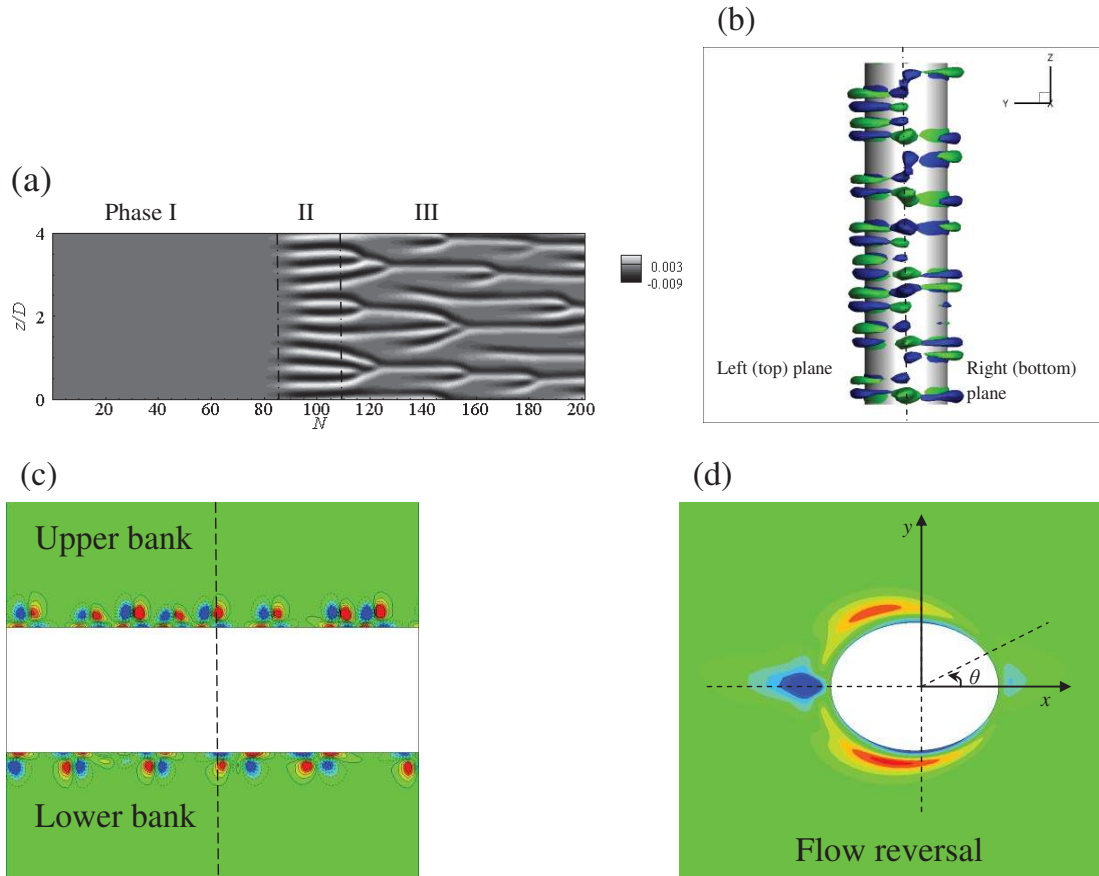 (a)
Phase I II III
4
2
0
z/D
0 20 40 60 80 100 120 140 160 180 200
N
0.003
-0.009
(b)
Z
Y
X
Left (top) plane
Right (bottom)
plane
(c)
Upper bank
Lower bank
(d)
y
θ
x
Flow reversal